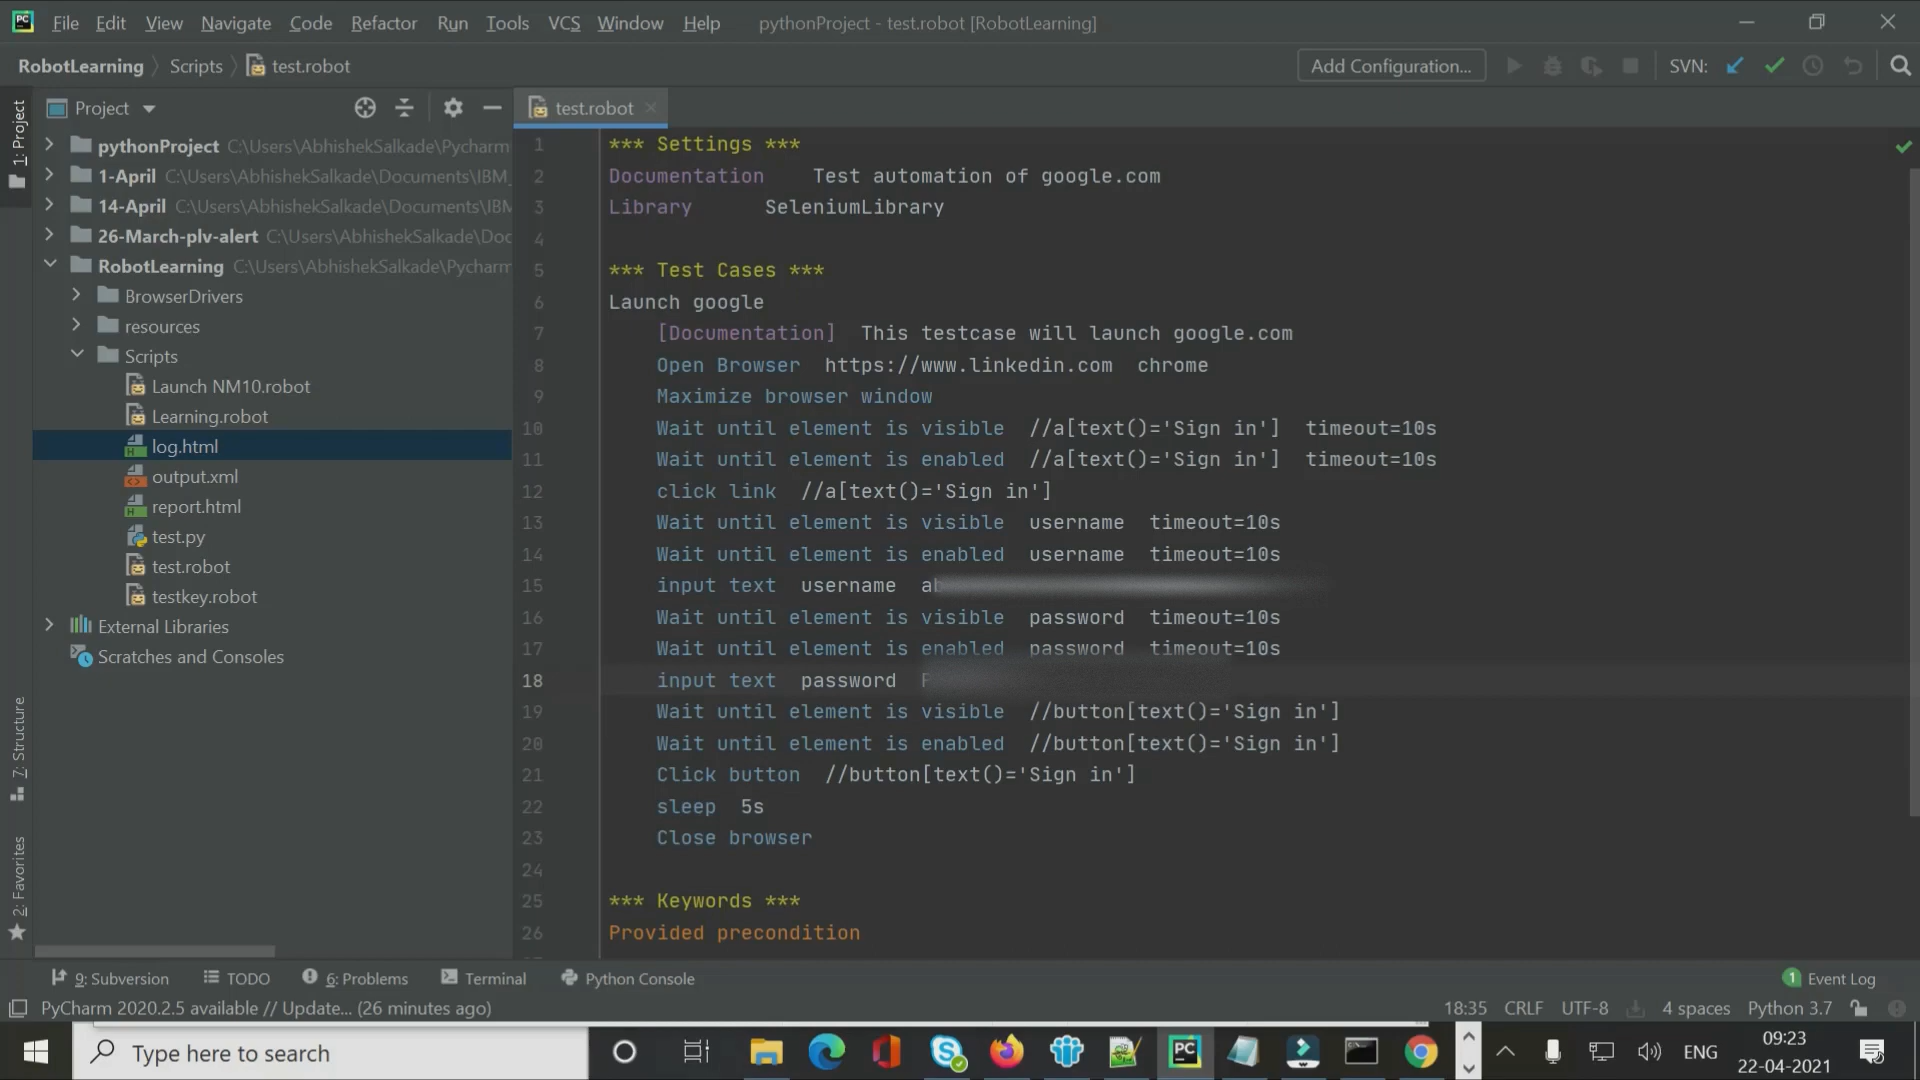 File Edit View Navigate Code Refactor Run Tools VCS Window Help pythonProject - test.robot [RobotLearning]
RobotLearning Scripts test.robot Add Configuration... SVN:
Project test.robot
1: Project
pythonProject C:\Users\AbhishekSalkade\Pycharm
1-April C:\Users\AbhishekSalkade\Documents\IBM_
14-April C:\Users\AbhishekSalkade\Documents\IBM
26-March-plv-alert C:\Users\AbhishekSalkade\Doc
RobotLearning C:\Users\AbhishekSalkade\Pycharm
BrowserDrivers
resources
Scripts
Launch NM10.robot
Learning.robot
log.html
output.xml
report.html
test.py
test.robot
testkey.robot
External Libraries
Scratches and Consoles
7: Structure
2: Favorites
1 *** Settings ***
2 Documentation Test automation of google.com
3 Library SeleniumLibrary
4
5 *** Test Cases ***
6 Launch google
7 [Documentation] This testcase will launch google.com
8 Open Browser https://www.linkedin.com chrome
9 Maximize browser window
10 Wait until element is visible //a[text()='Sign in'] timeout=10s
11 Wait until element is enabled //a[text()='Sign in'] timeout=10s
12 click link //a[text()='Sign in']
13 Wait until element is visible username timeout=10s
14 Wait until element is enabled username timeout=10s
15 input text username
16 Wait until element is visible password timeout=10s
17 Wait until element is enabled password timeout=10s
18 input text password
19 Wait until element is visible //button[text()='Sign in']
20 Wait until element is enabled //button[text()='Sign in']
21 Click button //button[text()='Sign in']
22 sleep 5s
23 Close browser
24
25 *** Keywords ***
26 Provided precondition
9: Subversion TODO 6: Problems Terminal Python Console 1 Event Log
PyCharm 2020.2.5 available // Update... (26 minutes ago) 18:35 CRLF UTF-8 4 spaces Python 3.7
Type here to search ENG 09:23
22-04-2021